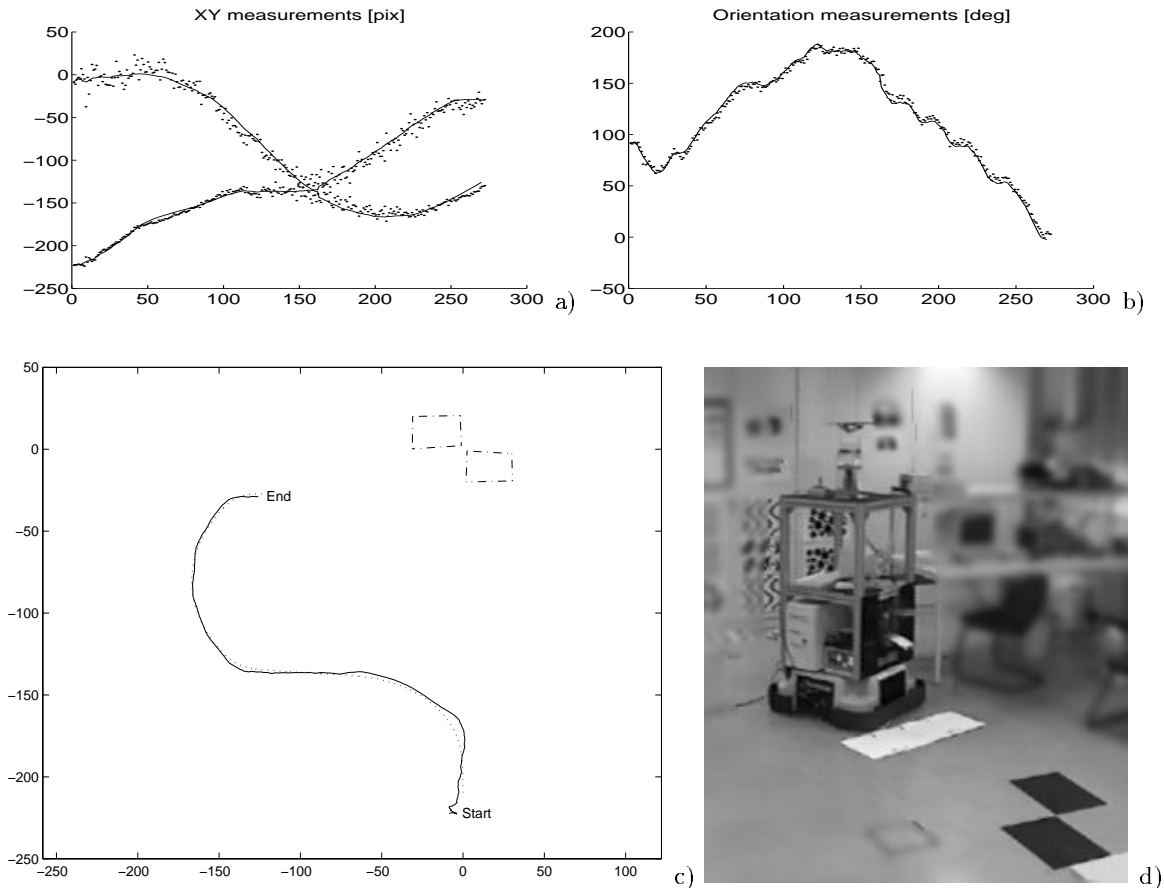 XY measurements [pix]
50
0
−50
−100
−150
−200
−250
0 50 100 150 200 250 300
a)
Orientation measurements [deg]
200
150
100
50
0
−50
0 50 100 150 200 250 300
b)
50
0
−50
−100
−150
−200
−250
End
Start
−250 −200 −150 −100 −50 0 50 100
c)
d)